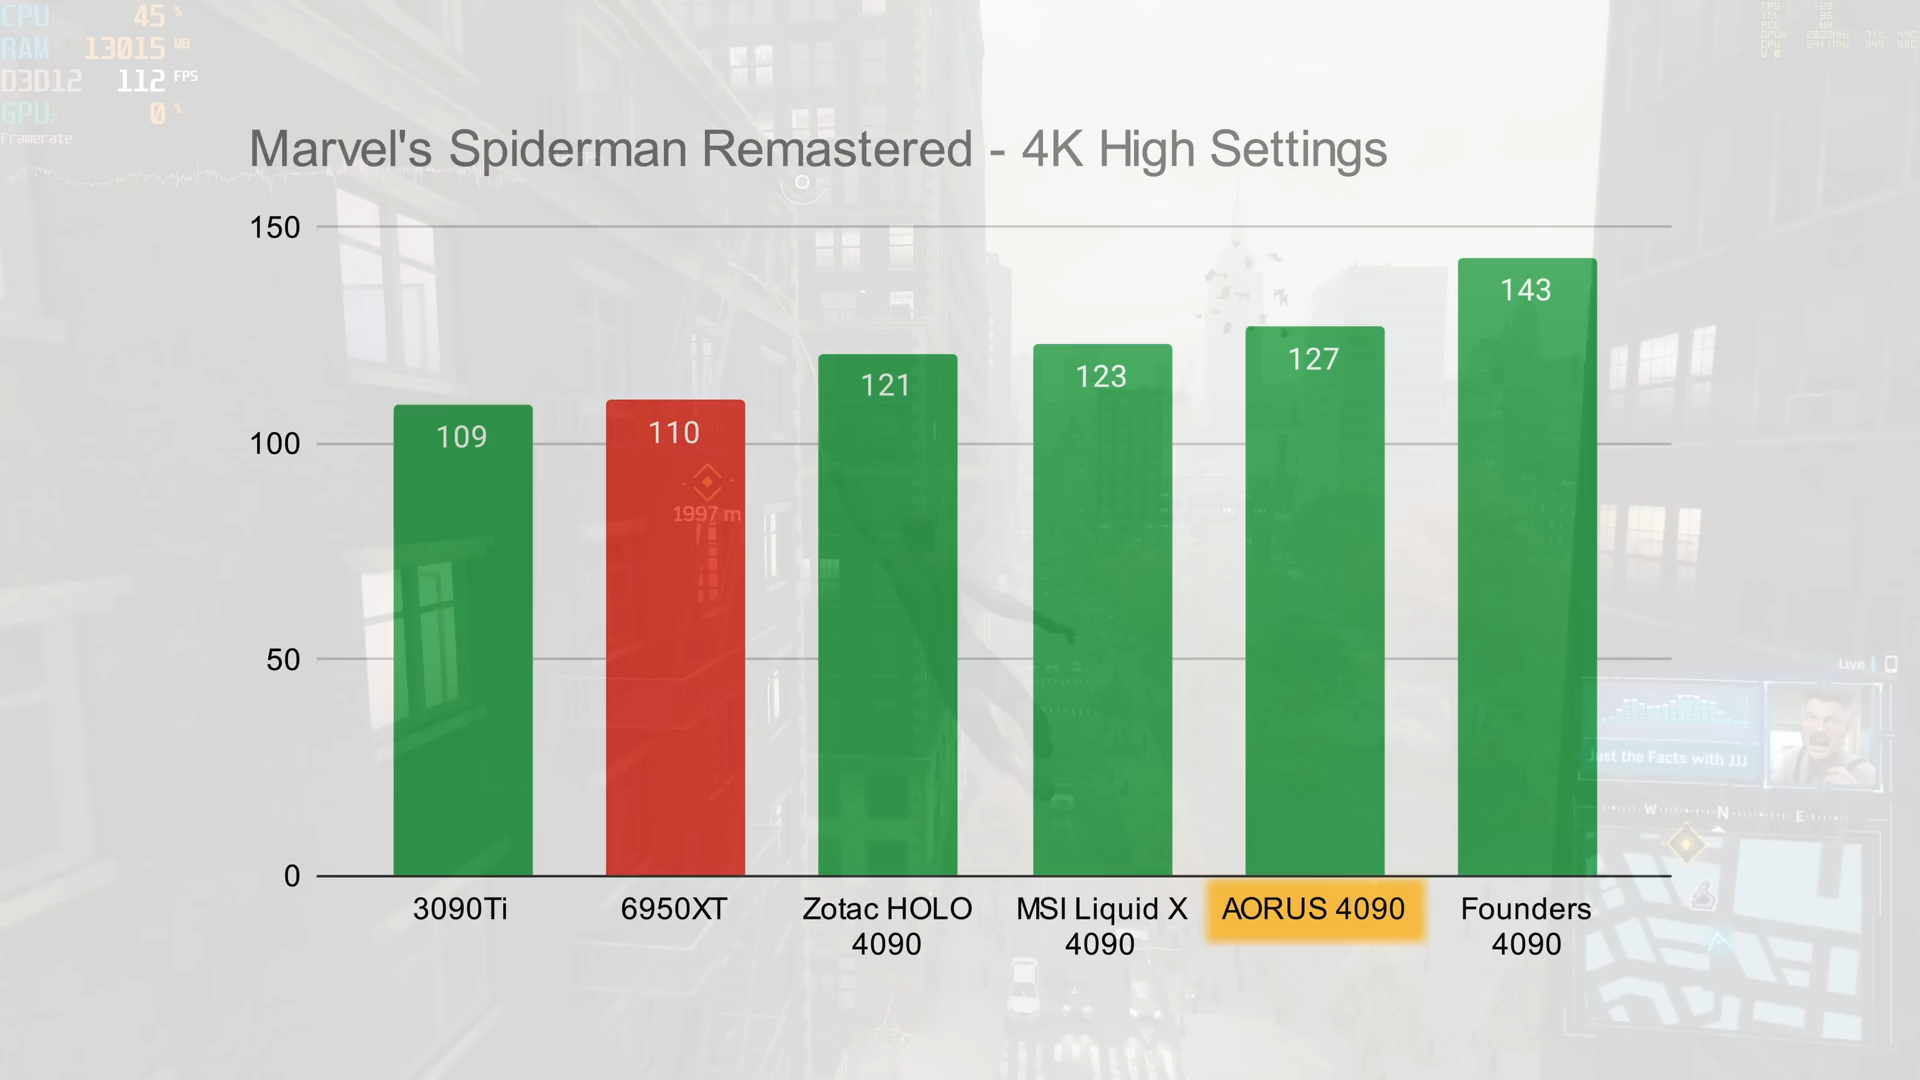 CPU 45 %
RAM 13015 MB
D3D12 112 FPS
GPU2 0 %
Framerate
Marvel's Spiderman Remastered - 4K High Settings
150
100
50
0
109
110
121
123
127
143
1997 m
3090Ti
6950XT
Zotac HOLO
4090
MSI Liquid X
4090
AORUS 4090
Founders
4090
Live
Just the Facts with JJJ
W N E